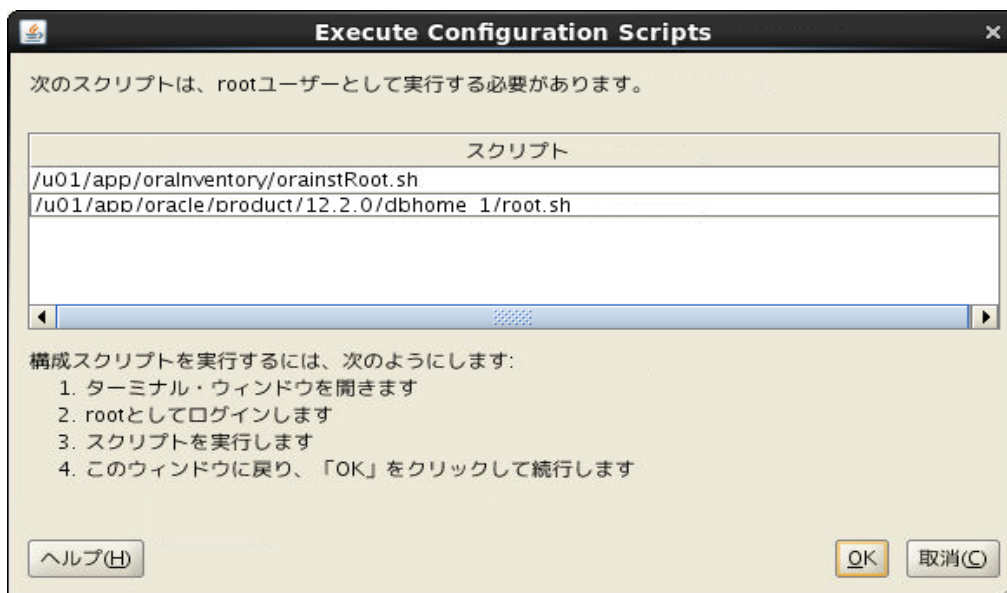 Execute Configuration Scripts
次のスクリプトは、rootユーザーとして実行する必要があります。
スクリプト
/u01/app/oraInventory/orainstRoot.sh
/u01/app/oracle/product/12.2.0/dbhome_1/root.sh
構成スクリプトを実行するには、次のようにします:
1. ターミナル・ウィンドウを開きます
2. rootとしてログインします
3. スクリプトを実行します
4. このウィンドウに戻り、「OK」をクリックして続行します
ヘルプ(H) OK 取消(C)